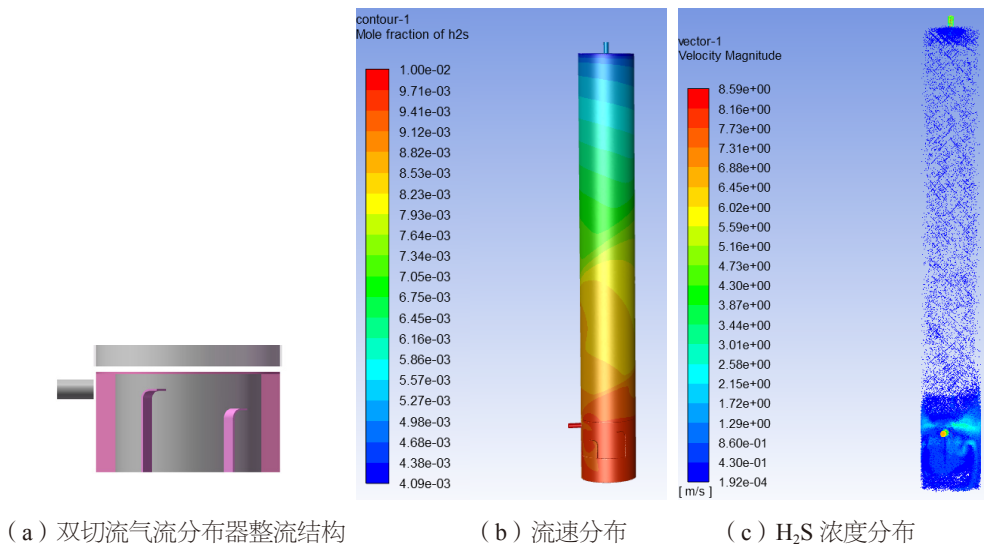 contour-1
Mole fraction of h2s
1.00e-02
9.71e-03
9.41e-03
9.12e-03
8.82e-03
8.53e-03
8.23e-03
7.93e-03
7.64e-03
7.34e-03
7.05e-03
6.75e-03
6.45e-03
6.16e-03
5.86e-03
5.57e-03
5.27e-03
4.98e-03
4.68e-03
4.38e-03
4.09e-03
vector-1
Velocity Magnitude
8.59e+00
8.16e+00
7.73e+00
7.31e+00
6.88e+00
6.45e+00
6.02e+00
5.59e+00
5.16e+00
4.73e+00
4.30e+00
3.87e+00
3.44e+00
3.01e+00
2.58e+00
2.15e+00
1.72e+00
1.29e+00
8.60e-01
4.30e-01
1.92e-04
[ m/s ]
（a）双切流气流分布器整流结构
（b）流速分布
（c）H₂S 浓度分布